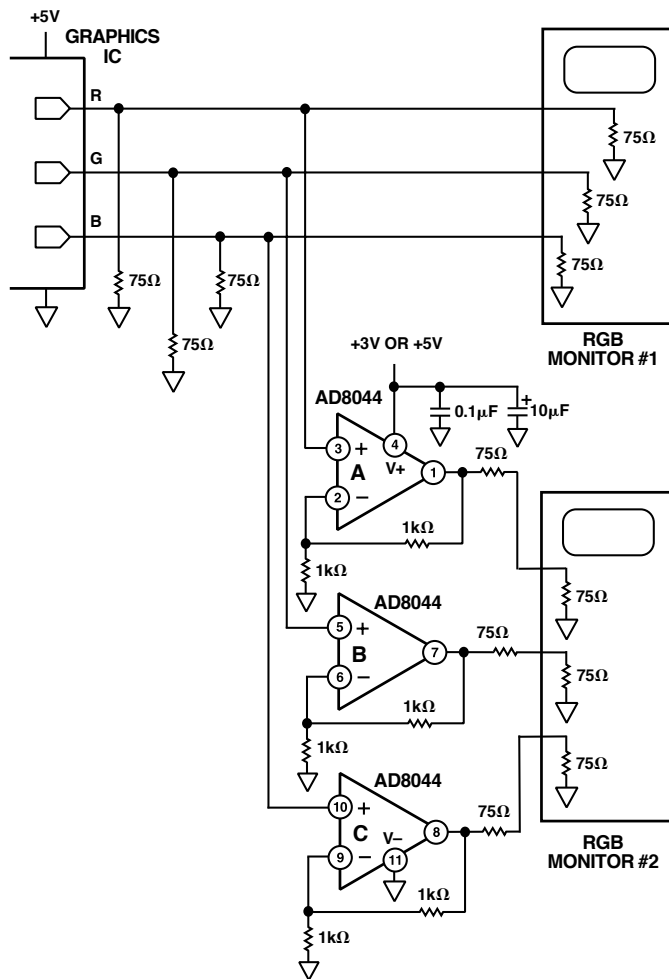 +5V
GRAPHICS
IC
R
G
B
75Ω
75Ω
75Ω
75Ω
75Ω
75Ω
RGB
MONITOR #1
+3V OR +5V
AD8044
0.1µF
+
10µF
3
+
4
V+
A
1
75Ω
2
–
1kΩ
1kΩ
75Ω
AD8044
5
+
B
7
75Ω
6
–
75Ω
1kΩ
1kΩ
AD8044
75Ω
10
+
C
V–
8
75Ω
9
–
11
1kΩ
1kΩ
RGB
MONITOR #2